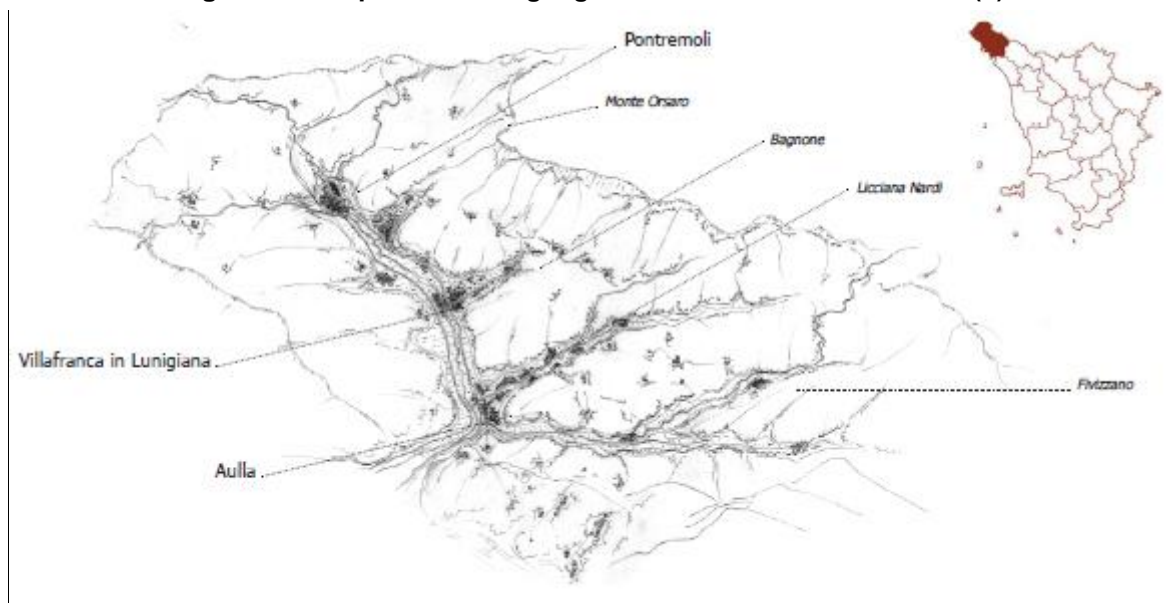 Pontremoli
Monte Orsaro
Bagnone
Licciana Nardi
Villafranca in Lunigiana
Fivizzano
Aulla